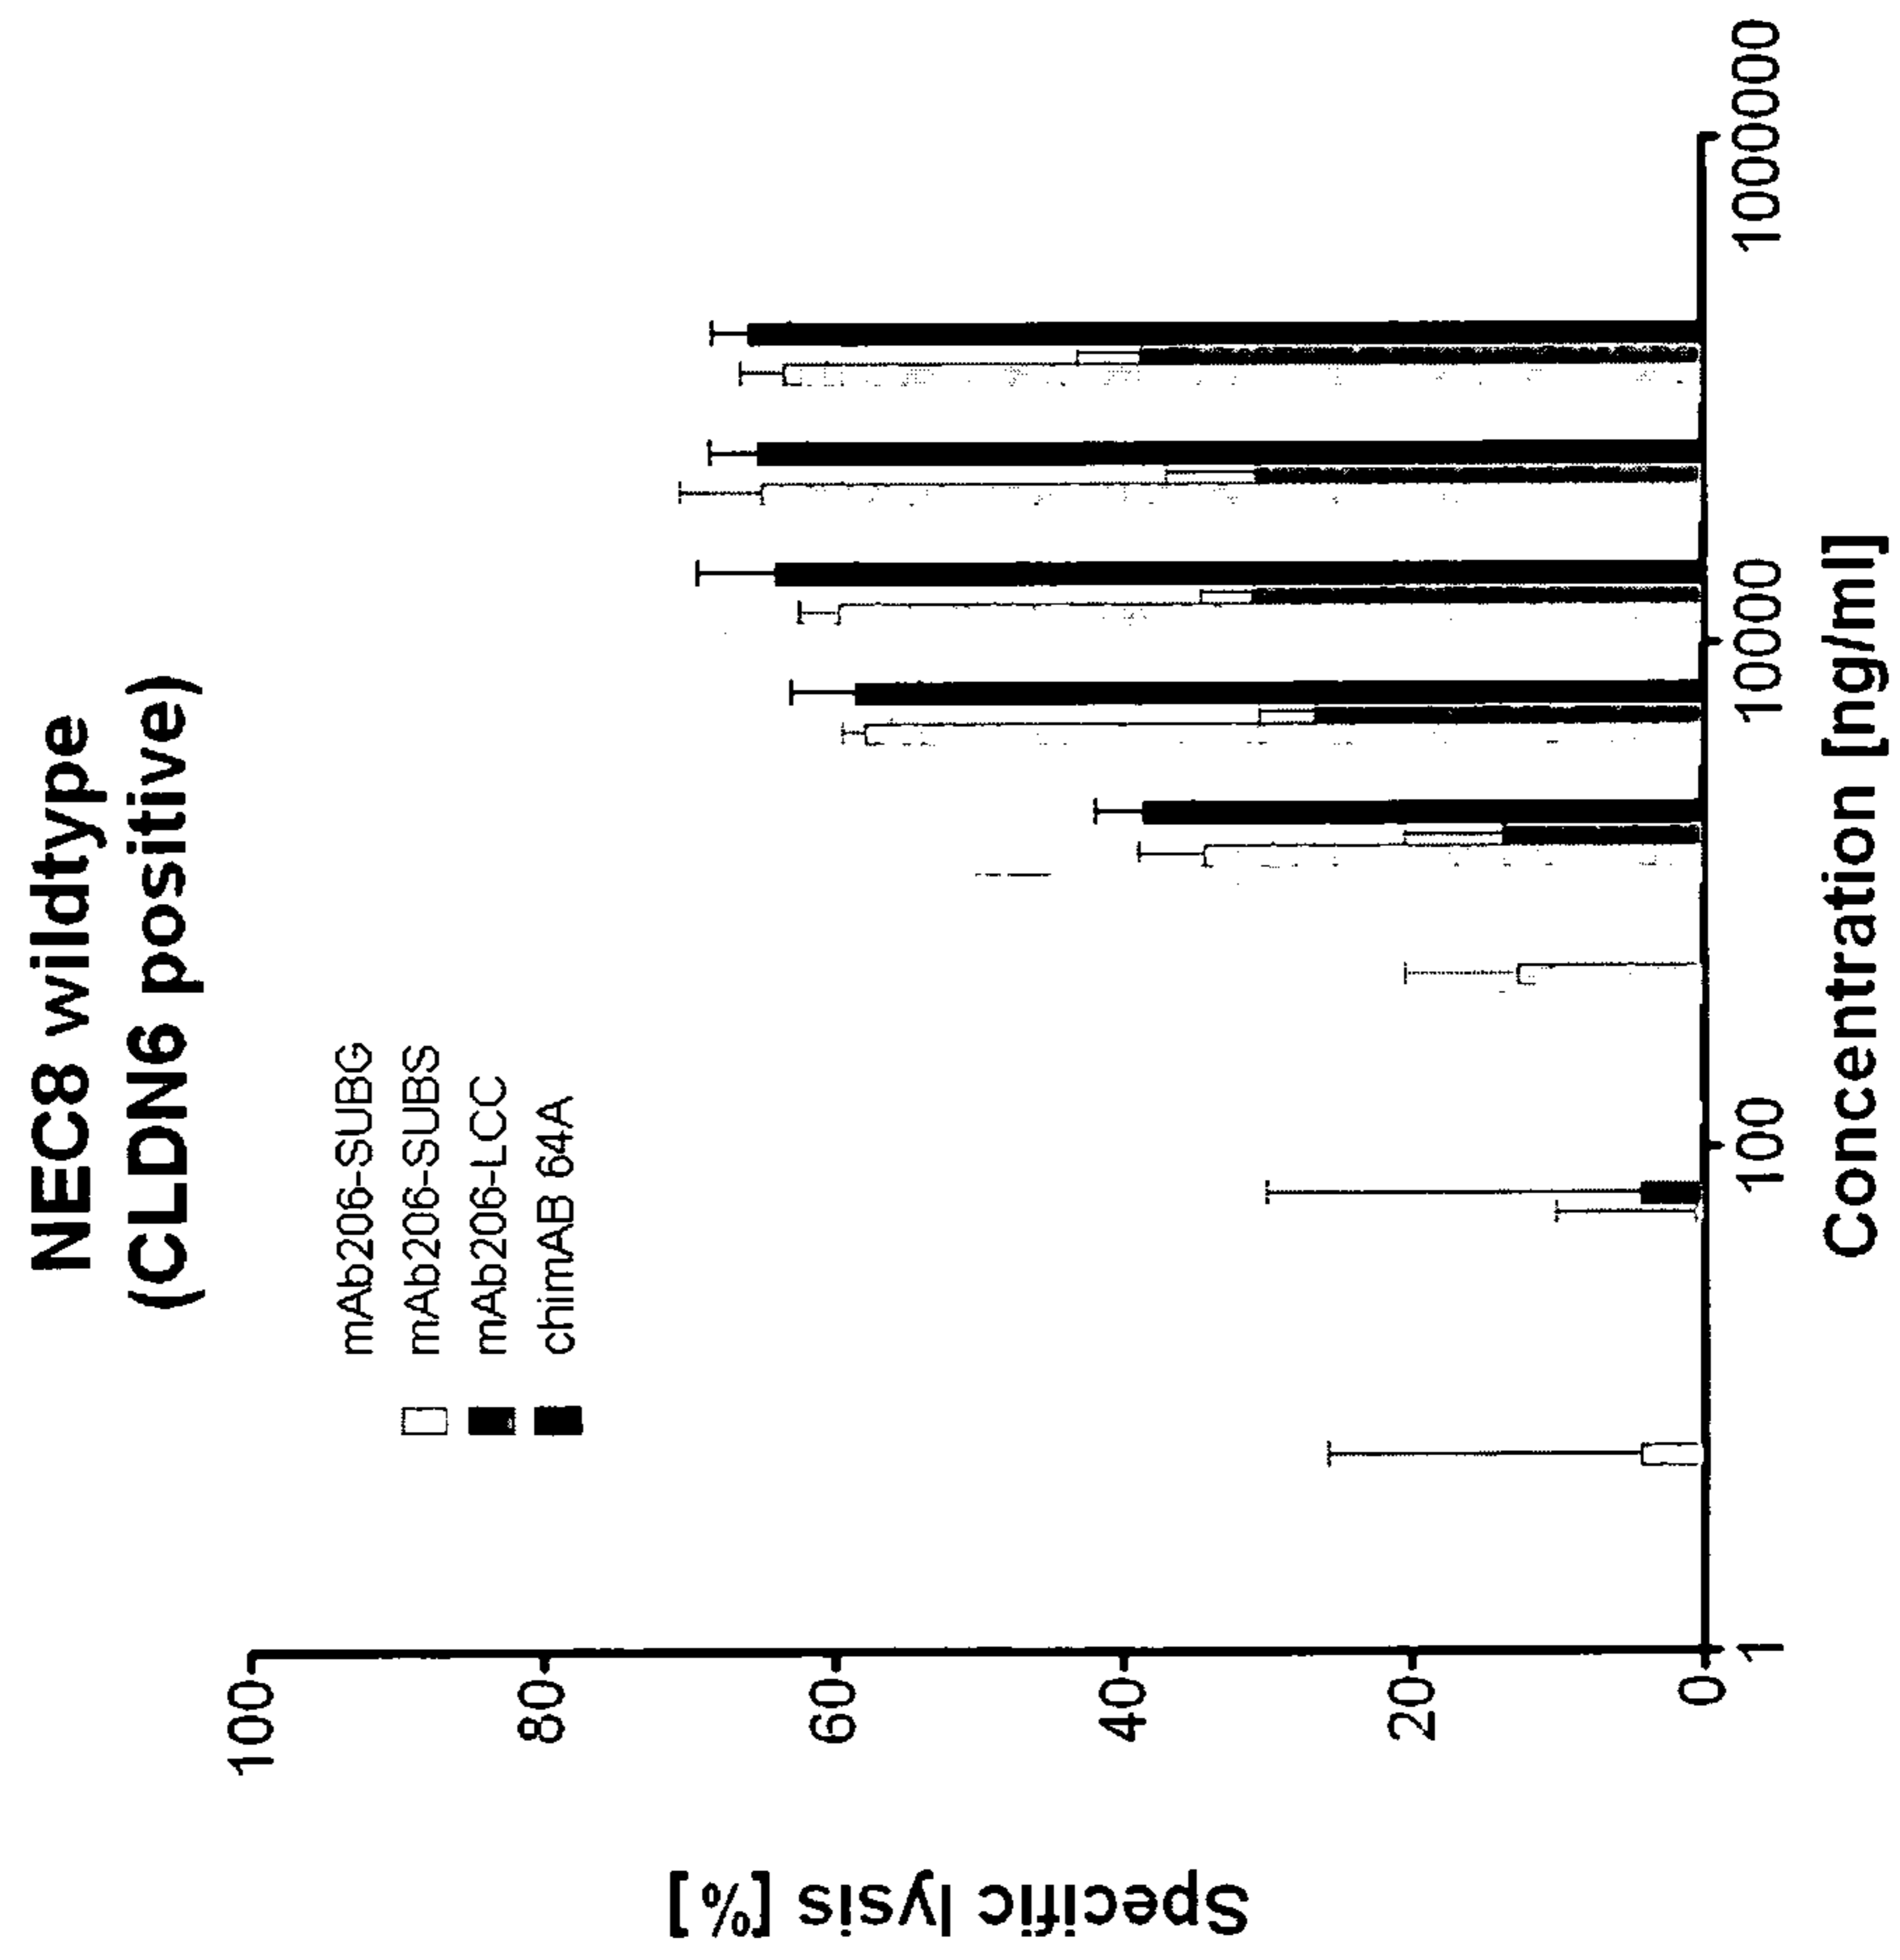 NEC8 wildtype
(CLDN6 positive)
mAb206-SUBG
mAb206-SUBS
mAb206-LCC
chimAB 64A
Specific lysis [%]
100
80
60
40
20
0
1
100
10000
1000000
Concentration [ng/ml]